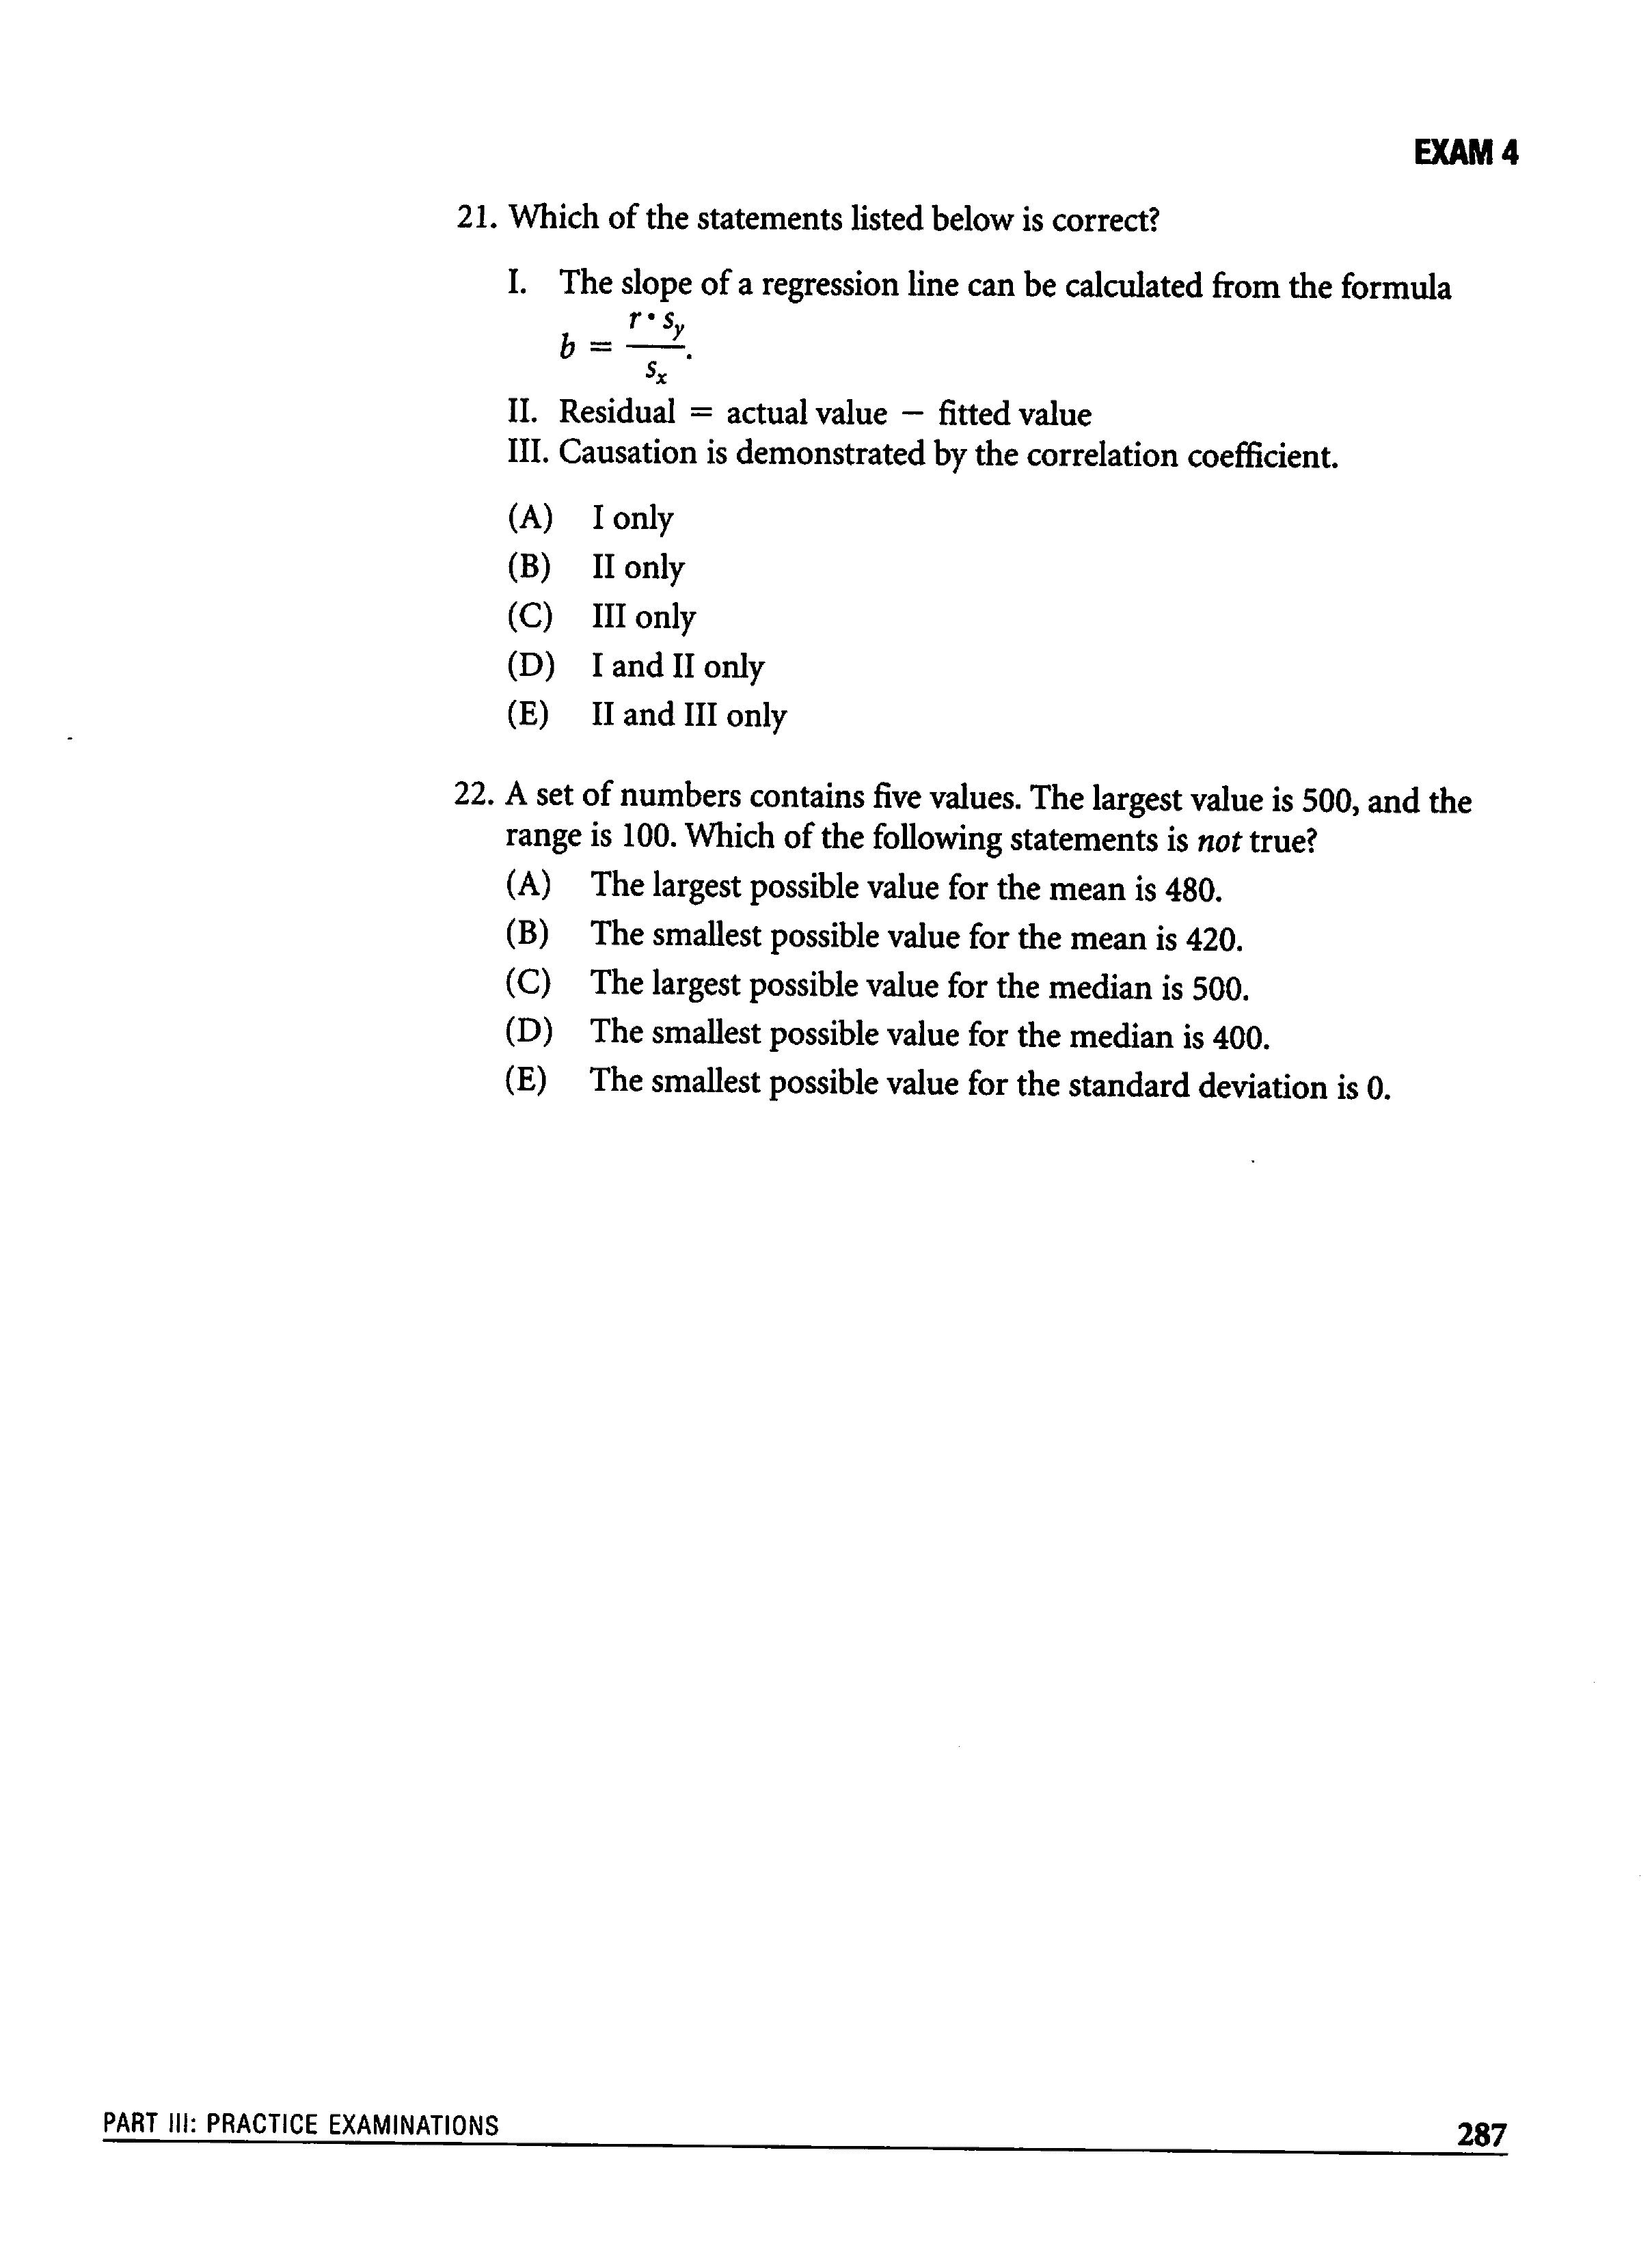 EXAM 4
21. Which of the statements listed below is correct?
I. The slope of a regression line can be calculated from the formula
b = r • s_y / s_x.
II. Residual = actual value − fitted value
III. Causation is demonstrated by the correlation coefficient.
(A) I only
(B) II only
(C) III only
(D) I and II only
(E) II and III only
22. A set of numbers contains five values. The largest value is 500, and the
range is 100. Which of the following statements is not true?
(A) The largest possible value for the mean is 480.
(B) The smallest possible value for the mean is 420.
(C) The largest possible value for the median is 500.
(D) The smallest possible value for the median is 400.
(E) The smallest possible value for the standard deviation is 0.
PART III: PRACTICE EXAMINATIONS
287